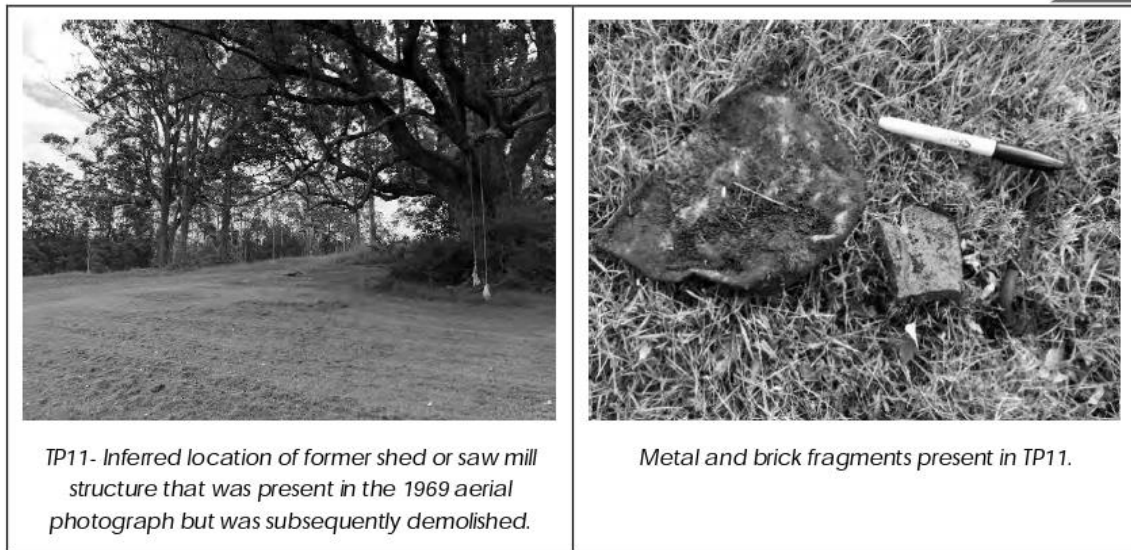 TP11- Inferred location of former shed or saw mill
structure that was present in the 1969 aerial
photograph but was subsequently demolished.
Metal and brick fragments present in TP11.